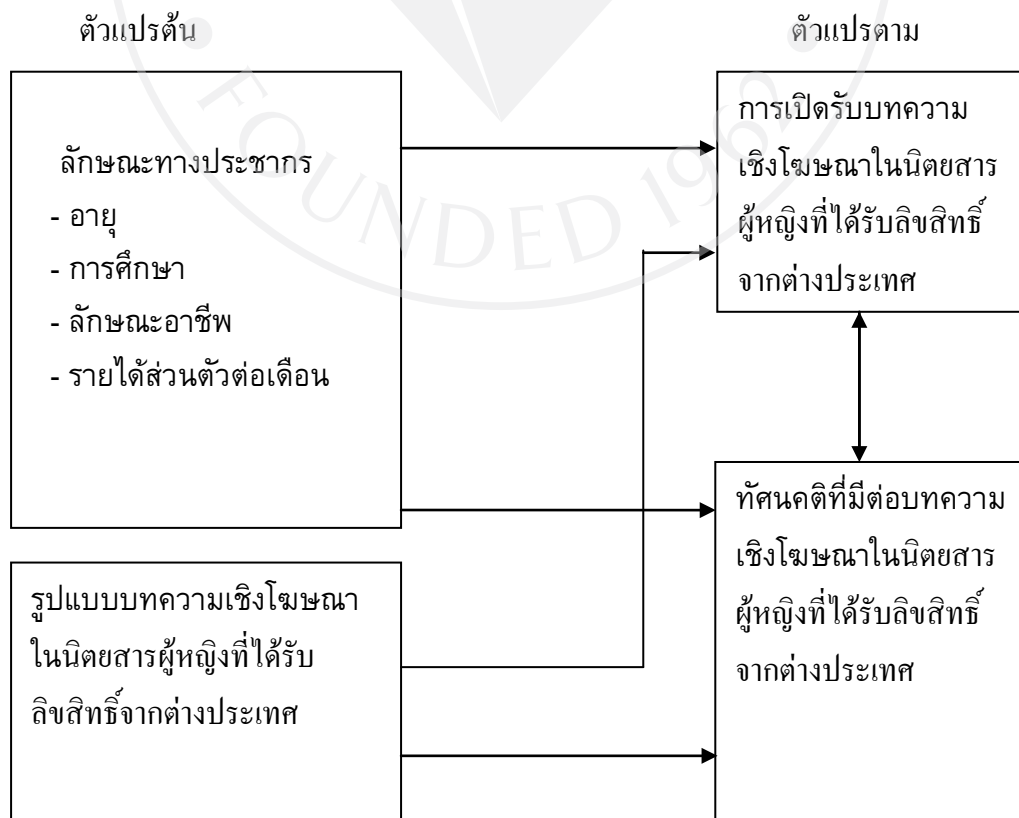 ตัวแปรต้น
ตัวแปรตาม
ลักษณะทางประชากร
- อายุ
- การศึกษา
- ลักษณะอาชีพ
- รายได้ส่วนตัวต่อเดือน
รูปแบบบทความเชิงโฆษณา
ในนิตยสารผู้หญิงที่ได้รับ
ลิขสิทธิ์จากต่างประเทศ
การเปิดรับบทความ
เชิงโฆษณาในนิตยสาร
ผู้หญิงที่ได้รับลิขสิทธิ์
จากต่างประเทศ
ทัศนคติที่มีต่อบทความ
เชิงโฆษณาในนิตยสาร
ผู้หญิงที่ได้รับลิขสิทธิ์
จากต่างประเทศ
FOUNDED 1962